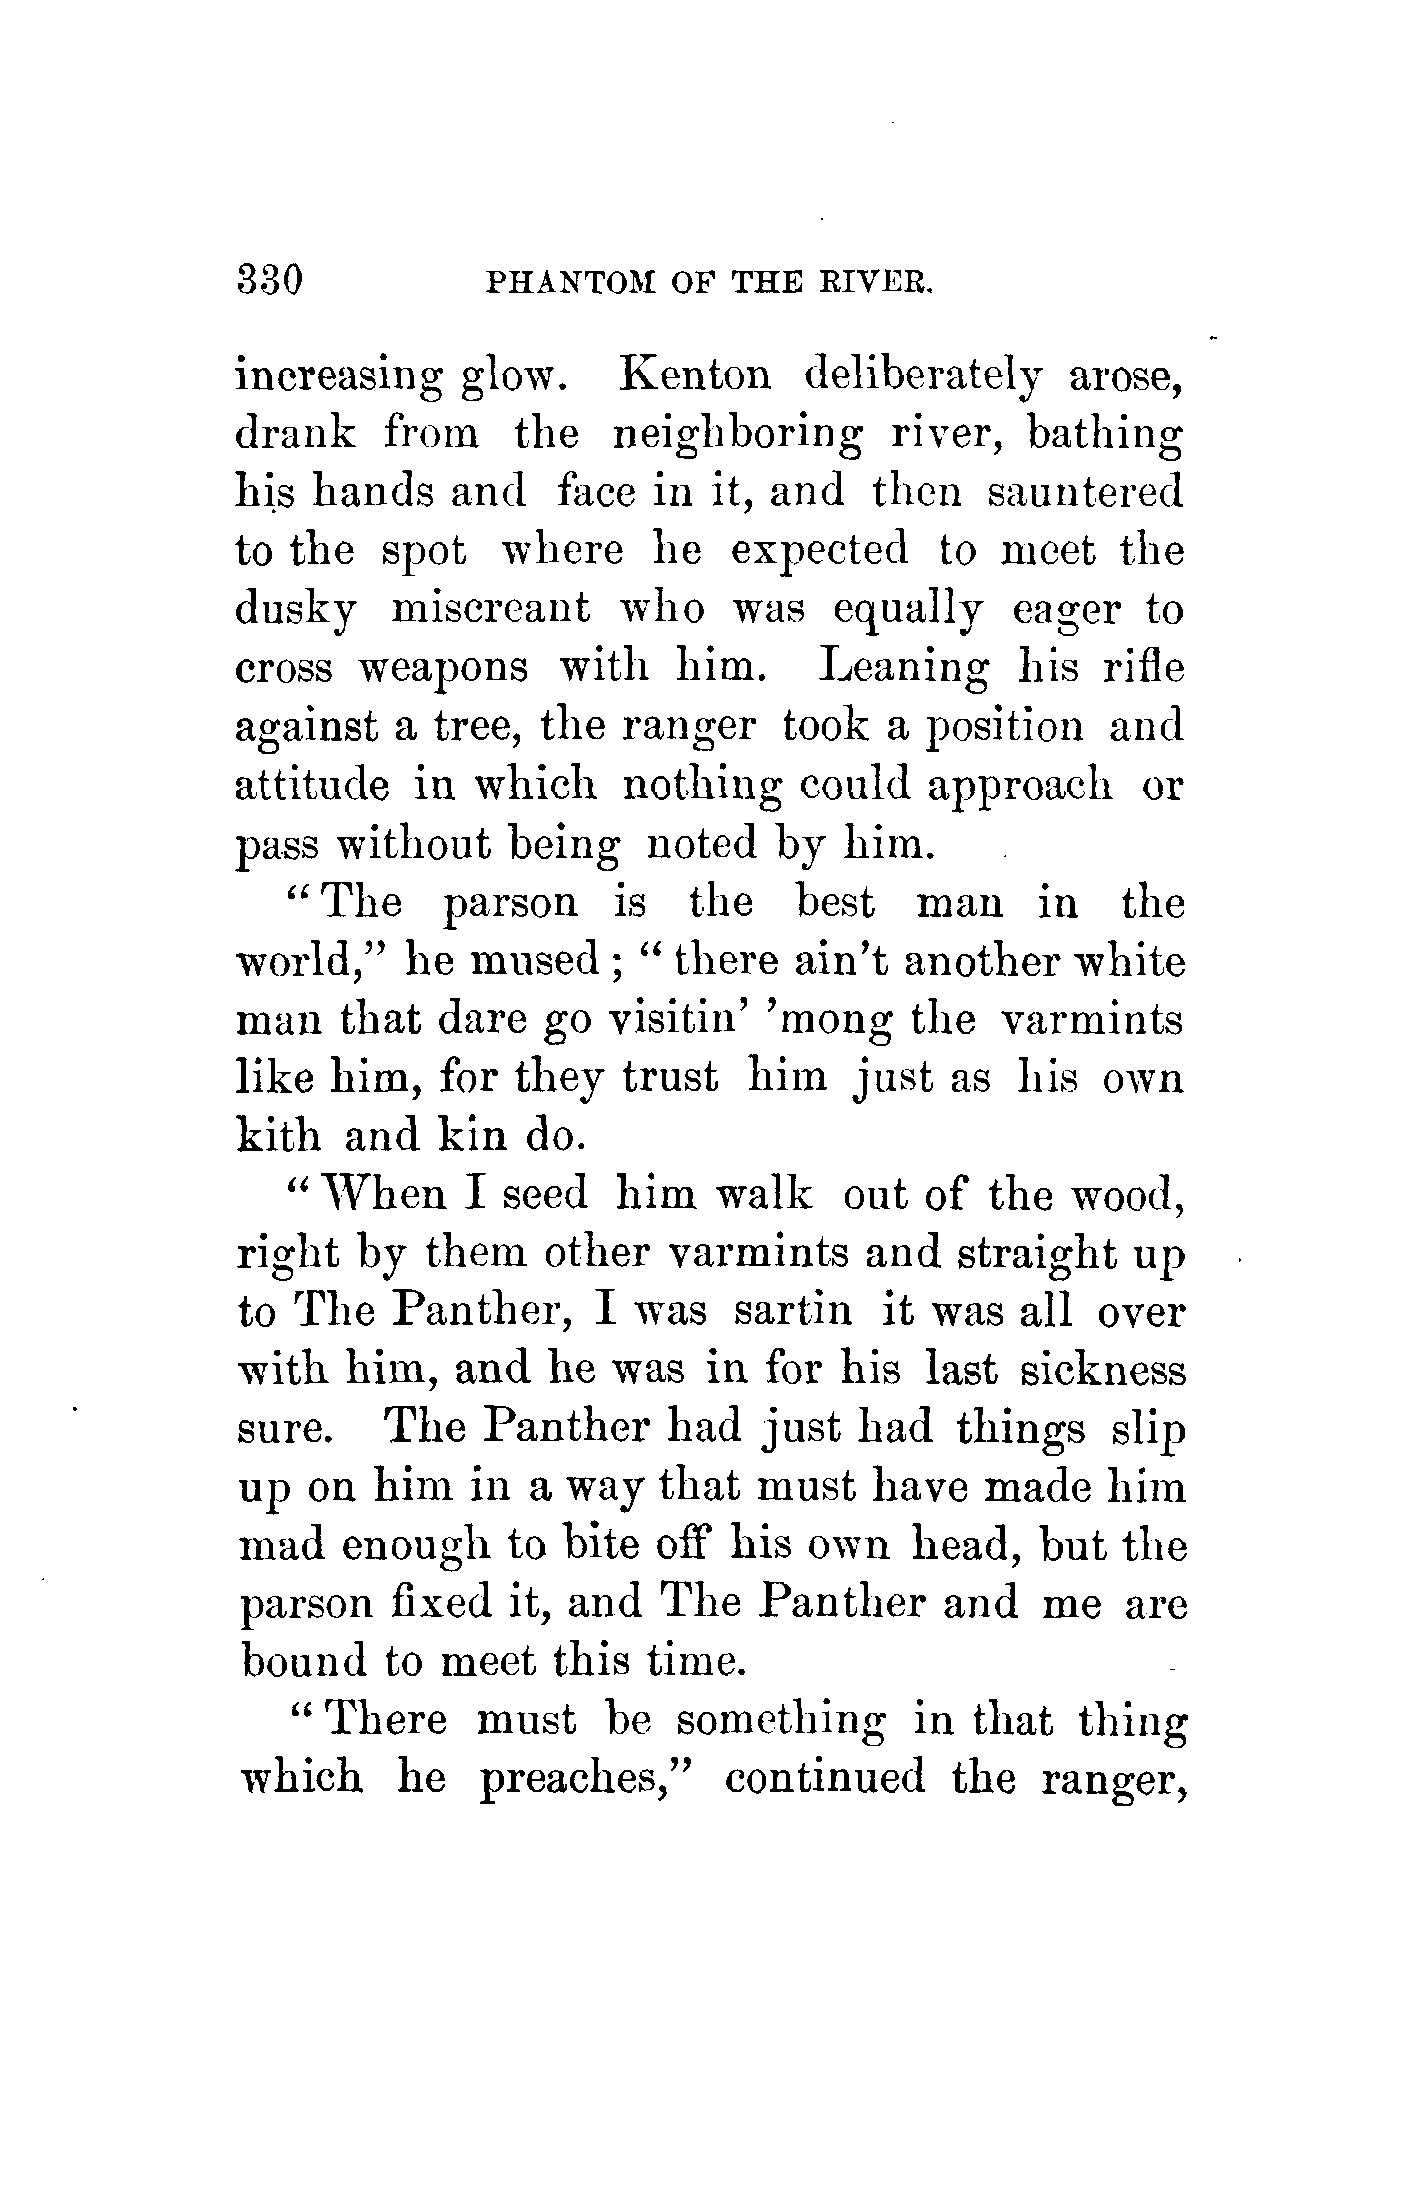 330 PHANTOM OF THE RIVER.
increasing glow. Kenton deliberately arose,
drank from the neighboring river, bathing
his hands and face in it, and then sauntered
to the spot where he expected to meet the
dusky miscreant who was equally eager to
cross weapons with him. Leaning his rifle
against a tree, the ranger took a position and
attitude in which nothing could approach or
pass without being noted by him.
“The parson is the best man in the
world,” he mused; “there ain’t another white
man that dare go visitin’ ’mong the varmints
like him, for they trust him just as his own
kith and kin do.
“When I seed him walk out of the wood,
right by them other varmints and straight up
to The Panther, I was sartin it was all over
with him, and he was in for his last sickness
sure. The Panther had just had things slip
up on him in a way that must have made him
mad enough to bite off his own head, but the
parson fixed it, and The Panther and me are
bound to meet this time.
“There must be something in that thing
which he preaches,” continued the ranger,